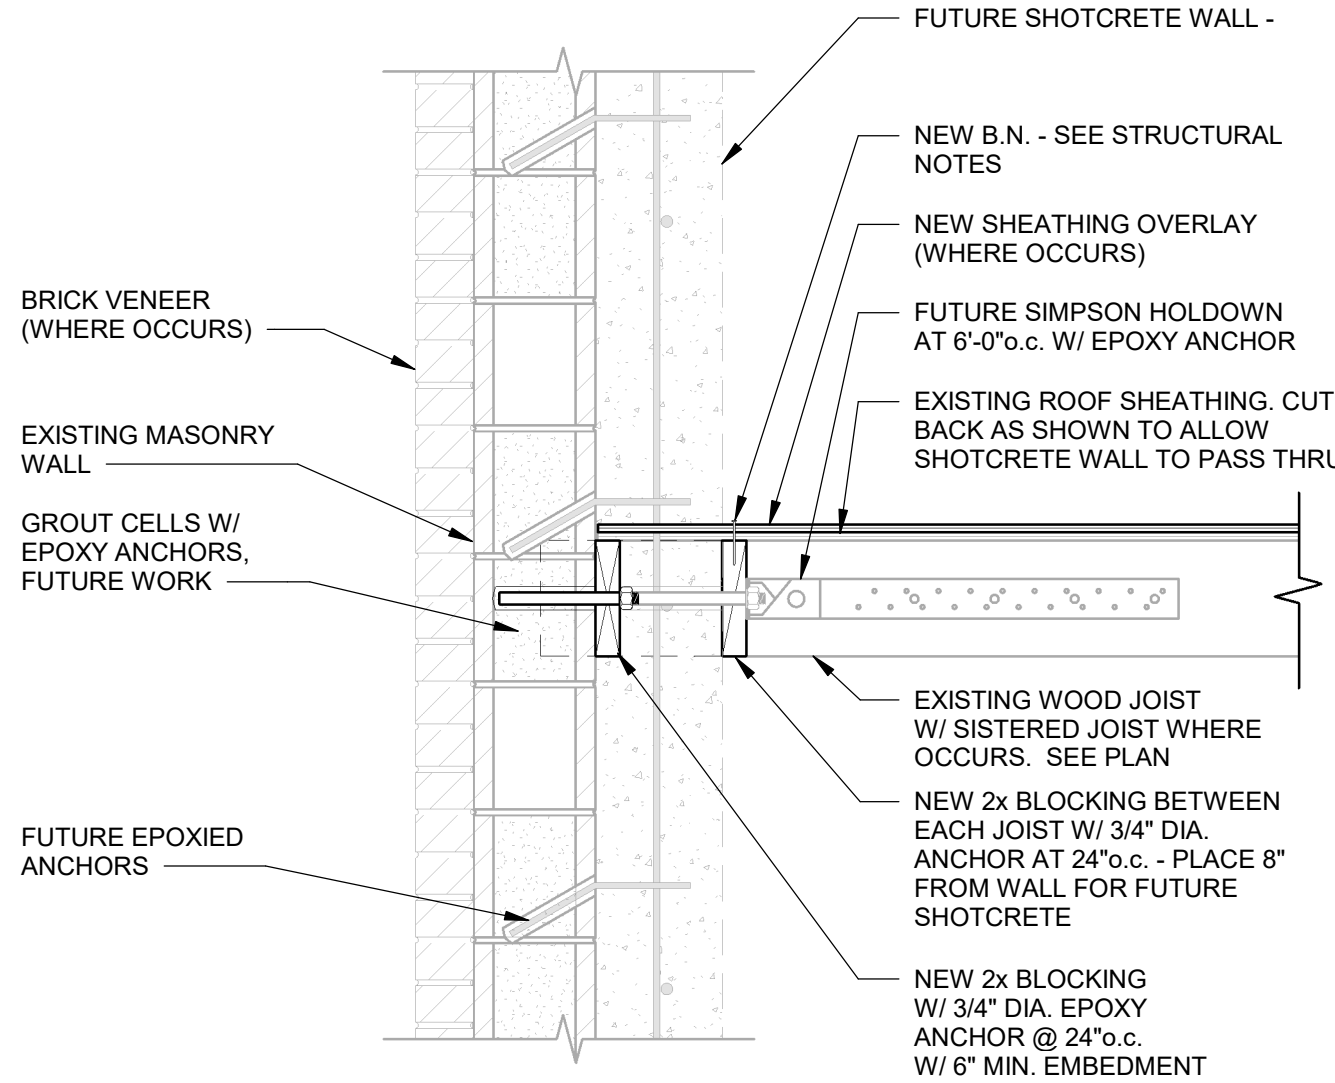 FUTURE SHOTCRETE WALL -
NEW B.N. - SEE STRUCTURAL
NOTES
NEW SHEATHING OVERLAY
(WHERE OCCURS)
FUTURE SIMPSON HOLDOWN
AT 6'-0"o.c. W/ EPOXY ANCHOR
EXISTING ROOF SHEATHING. CUT
BACK AS SHOWN TO ALLOW
SHOTCRETE WALL TO PASS THRU
BRICK VENEER
(WHERE OCCURS)
EXISTING MASONRY
WALL
GROUT CELLS W/
EPOXY ANCHORS,
FUTURE WORK
FUTURE EPOXIED
ANCHORS
EXISTING WOOD JOIST
W/ SISTERED JOIST WHERE
OCCURS. SEE PLAN
NEW 2x BLOCKING BETWEEN
EACH JOIST W/ 3/4" DIA.
ANCHOR AT 24"o.c. - PLACE 8"
FROM WALL FOR FUTURE
SHOTCRETE
NEW 2x BLOCKING
W/ 3/4" DIA. EPOXY
ANCHOR @ 24"o.c.
W/ 6" MIN. EMBEDMENT